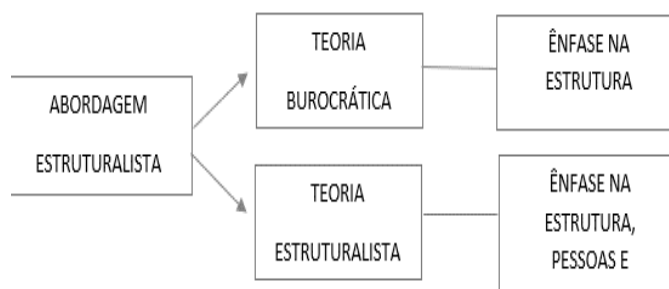 ABORDAGEM
ESTRUTURALISTA
TEORIA
BUROCRÁTICA
ÊNFASE NA
ESTRUTURA
TEORIA
ESTRUTURALISTA
ÊNFASE NA
ESTRUTURA,
PESSOAS E